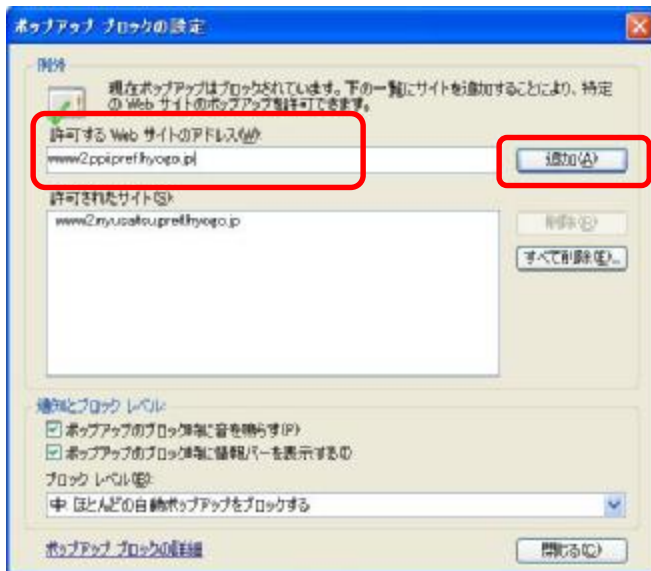 ポップアップ ブロックの設定
例外
現在ポップアップはブロックされています。下の一覧にサイトを追加することにより、特定
の Web サイトのポップアップを許可できます。
許可する Web サイトのアドレス(W):
www2.ppi.pref.hyogo.jp
追加(A)
許可されたサイト(S):
www2.nyusatsu.pref.hyogo.jp
削除(R)
すべて削除(E)...
通知とブロック レベル:
ポップアップのブロック時に音を鳴らす(P)
ポップアップのブロック時に情報バーを表示する(I)
ブロック レベル(B):
中: ほとんどの自動ポップアップをブロックする
ポップアップ ブロックの詳細
閉じる(C)